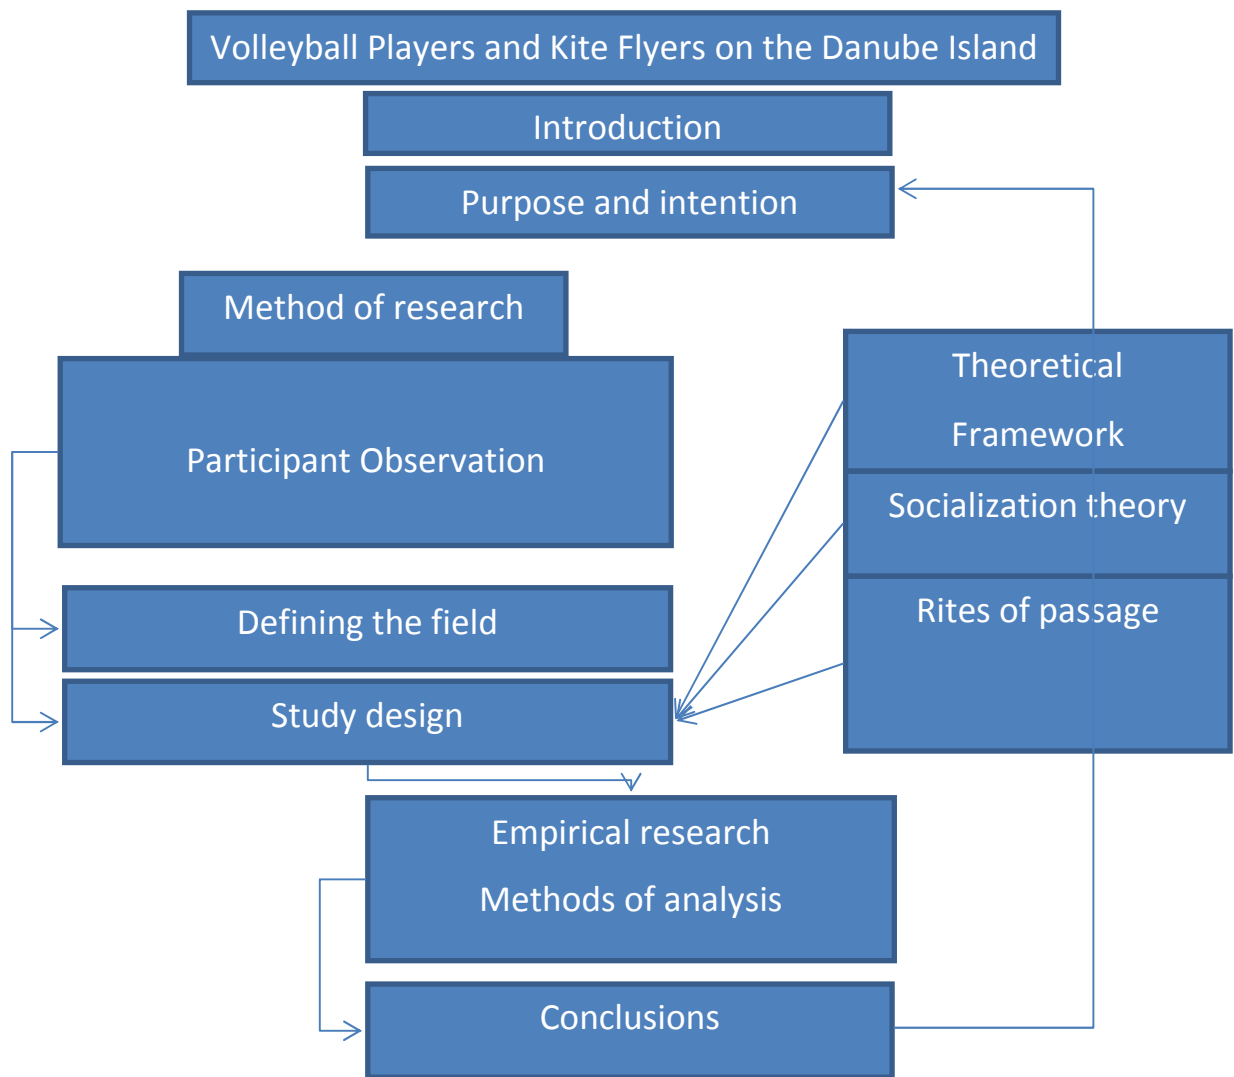 Volleyball Players and Kite Flyers on the Danube Island
Introduction
Purpose and intention
Method of research
Participant Observation
Defining the field
Study design
Theoretical
Framework
Socialization theory
Rites of passage
Empirical research
Methods of analysis
Conclusions